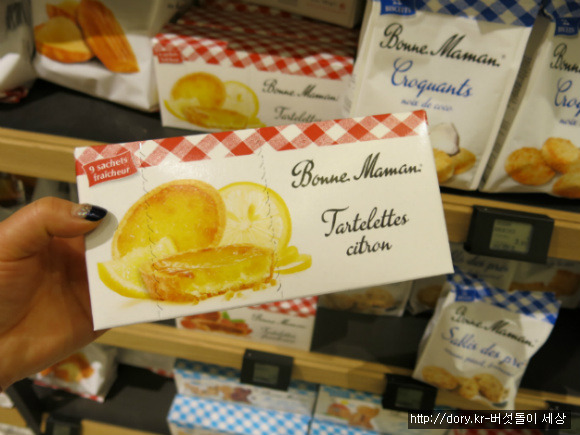 Bonne Maman
Croquants
noix de coco
Bonne Maman
Tartelettes
9 sachets
fraîcheur
Bonne Maman
Tartelettes
citron
Bonne Maman
Sablés des prés
http://dory.kr-버섯돌이 세상